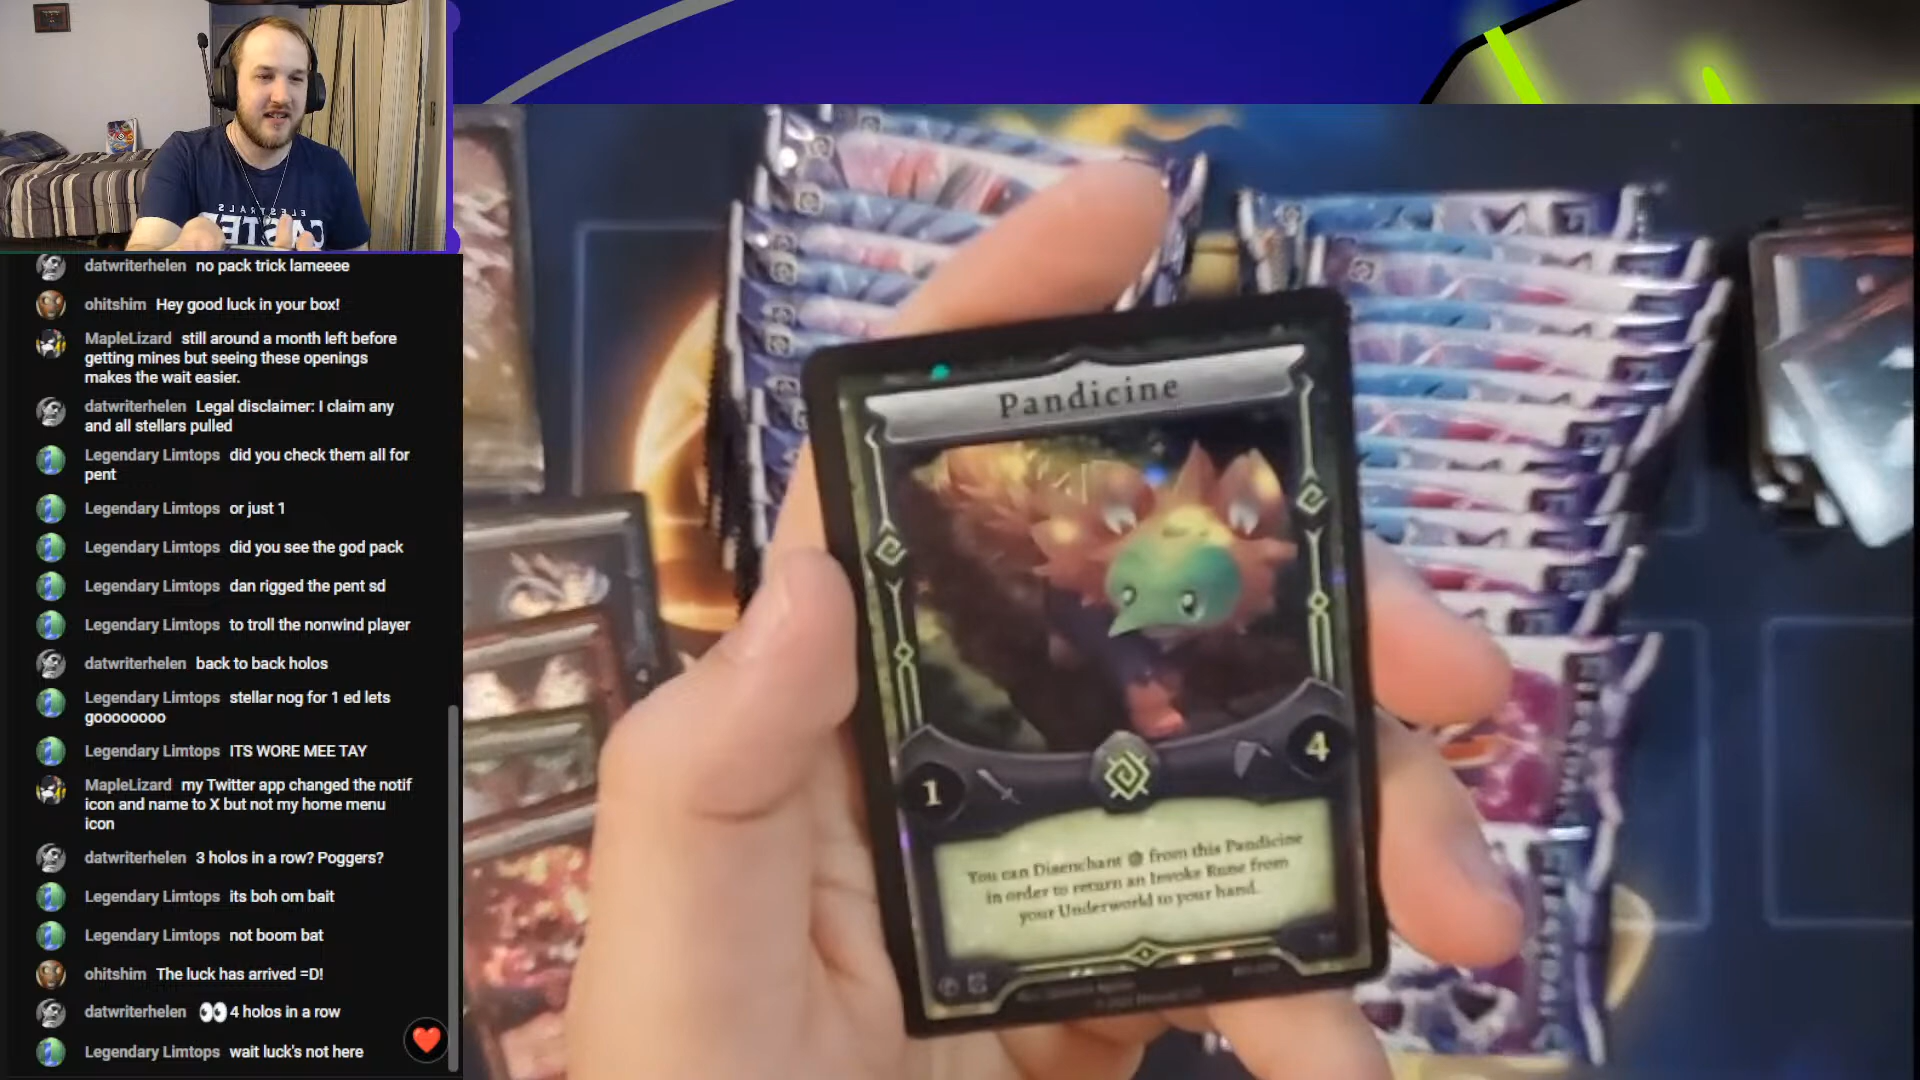 datwriterhelen no pack trick lameeee
ohitshim Hey good luck in your box!
MapleLizard still around a month left before
getting mines but seeing these openings
makes the wait easier.
datwriterhelen Legal disclaimer: I claim any
and all stellars pulled
Legendary Limtops did you check them all for
pent
Legendary Limtops or just 1
Legendary Limtops did you see the god pack
Legendary Limtops dan rigged the pent sd
Legendary Limtops to troll the nonwind player
datwriterhelen back to back holos
Legendary Limtops stellar nog for 1 ed lets
goooooooo
Legendary Limtops ITS WORE MEE TAY
MapleLizard my Twitter app changed the notif
icon and name to X but not my home menu
icon
datwriterhelen 3 holos in a row? Poggers?
Legendary Limtops its boh om bait
Legendary Limtops not boom bat
ohitshim The luck has arrived =D!
datwriterhelen 👀 4 holos in a row
Legendary Limtops wait luck's not here
ELESTRALS
Pandicine
1
4
You can Disenchant from this Pandicine
in order to return an Invoke Rune from
your Underworld to your hand.